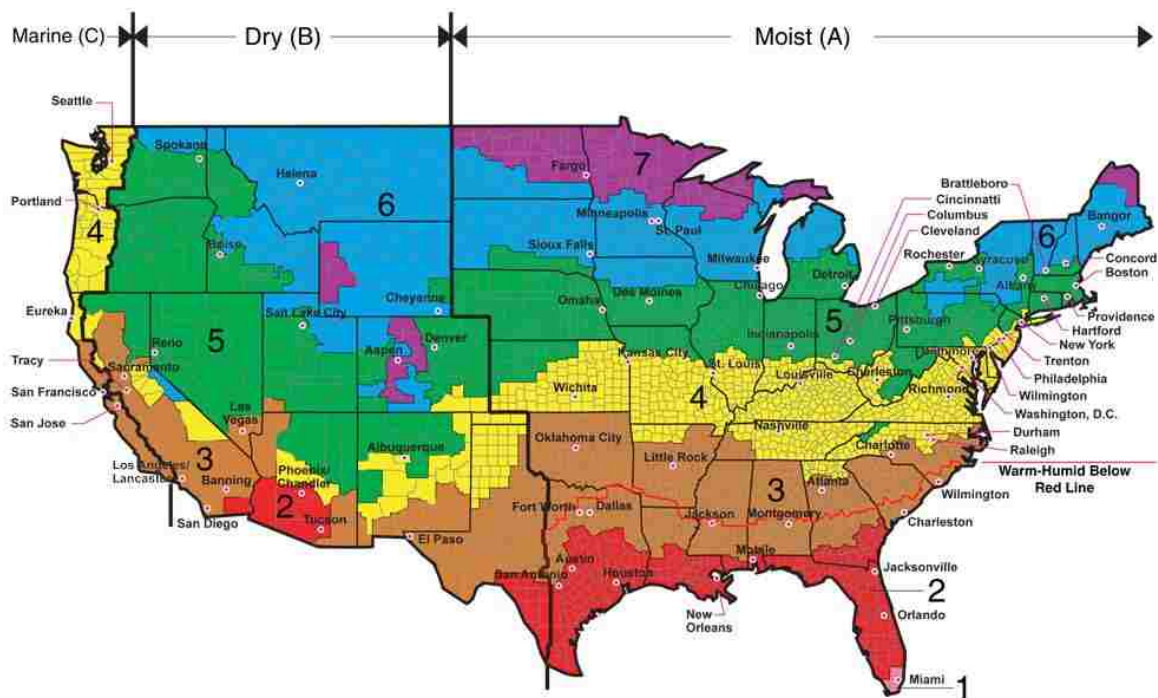 Marine (C)
Dry (B)
Moist (A)
Seattle
Spokane
Helena
Portland
4
6
Boise
Cheyenne
Eureka
Salt Lake City
5
Reno
Aspen
Denver
Tracy
Sacramento
San Francisco
San Jose
Las
Vegas
Albuquerque
3
Los Angeles/
Lancaster
Banning
Phoenix/
Chandler
2
Tucson
San Diego
El Paso
Fargo
7
Minneapolis
St. Paul
Sioux Falls
Milwaukee
Detroit
Chicago
Des Moines
Omaha
Indianapolis
5
Pittsburgh
Kansas City
St. Louis
Louisville
Charleston
Wichita
4
Richmond
Nashville
Oklahoma City
Little Rock
Charlotte
Atlanta
3
Fort Worth
Dallas
Jackson
Montgomery
Mobile
Austin
San Antonio
Houston
New
Orleans
Brattleboro
Cincinnatti
Columbus
Cleveland
Rochester
Syracuse
6
Bangor
Albany
Concord
Boston
Providence
Hartford
New York
Trenton
Philadelphia
Baltimore
Wilmington
Washington, D.C.
Durham
Raleigh
Warm-Humid Below
Red Line
Wilmington
Charleston
Jacksonville
2
Orlando
Miami
1